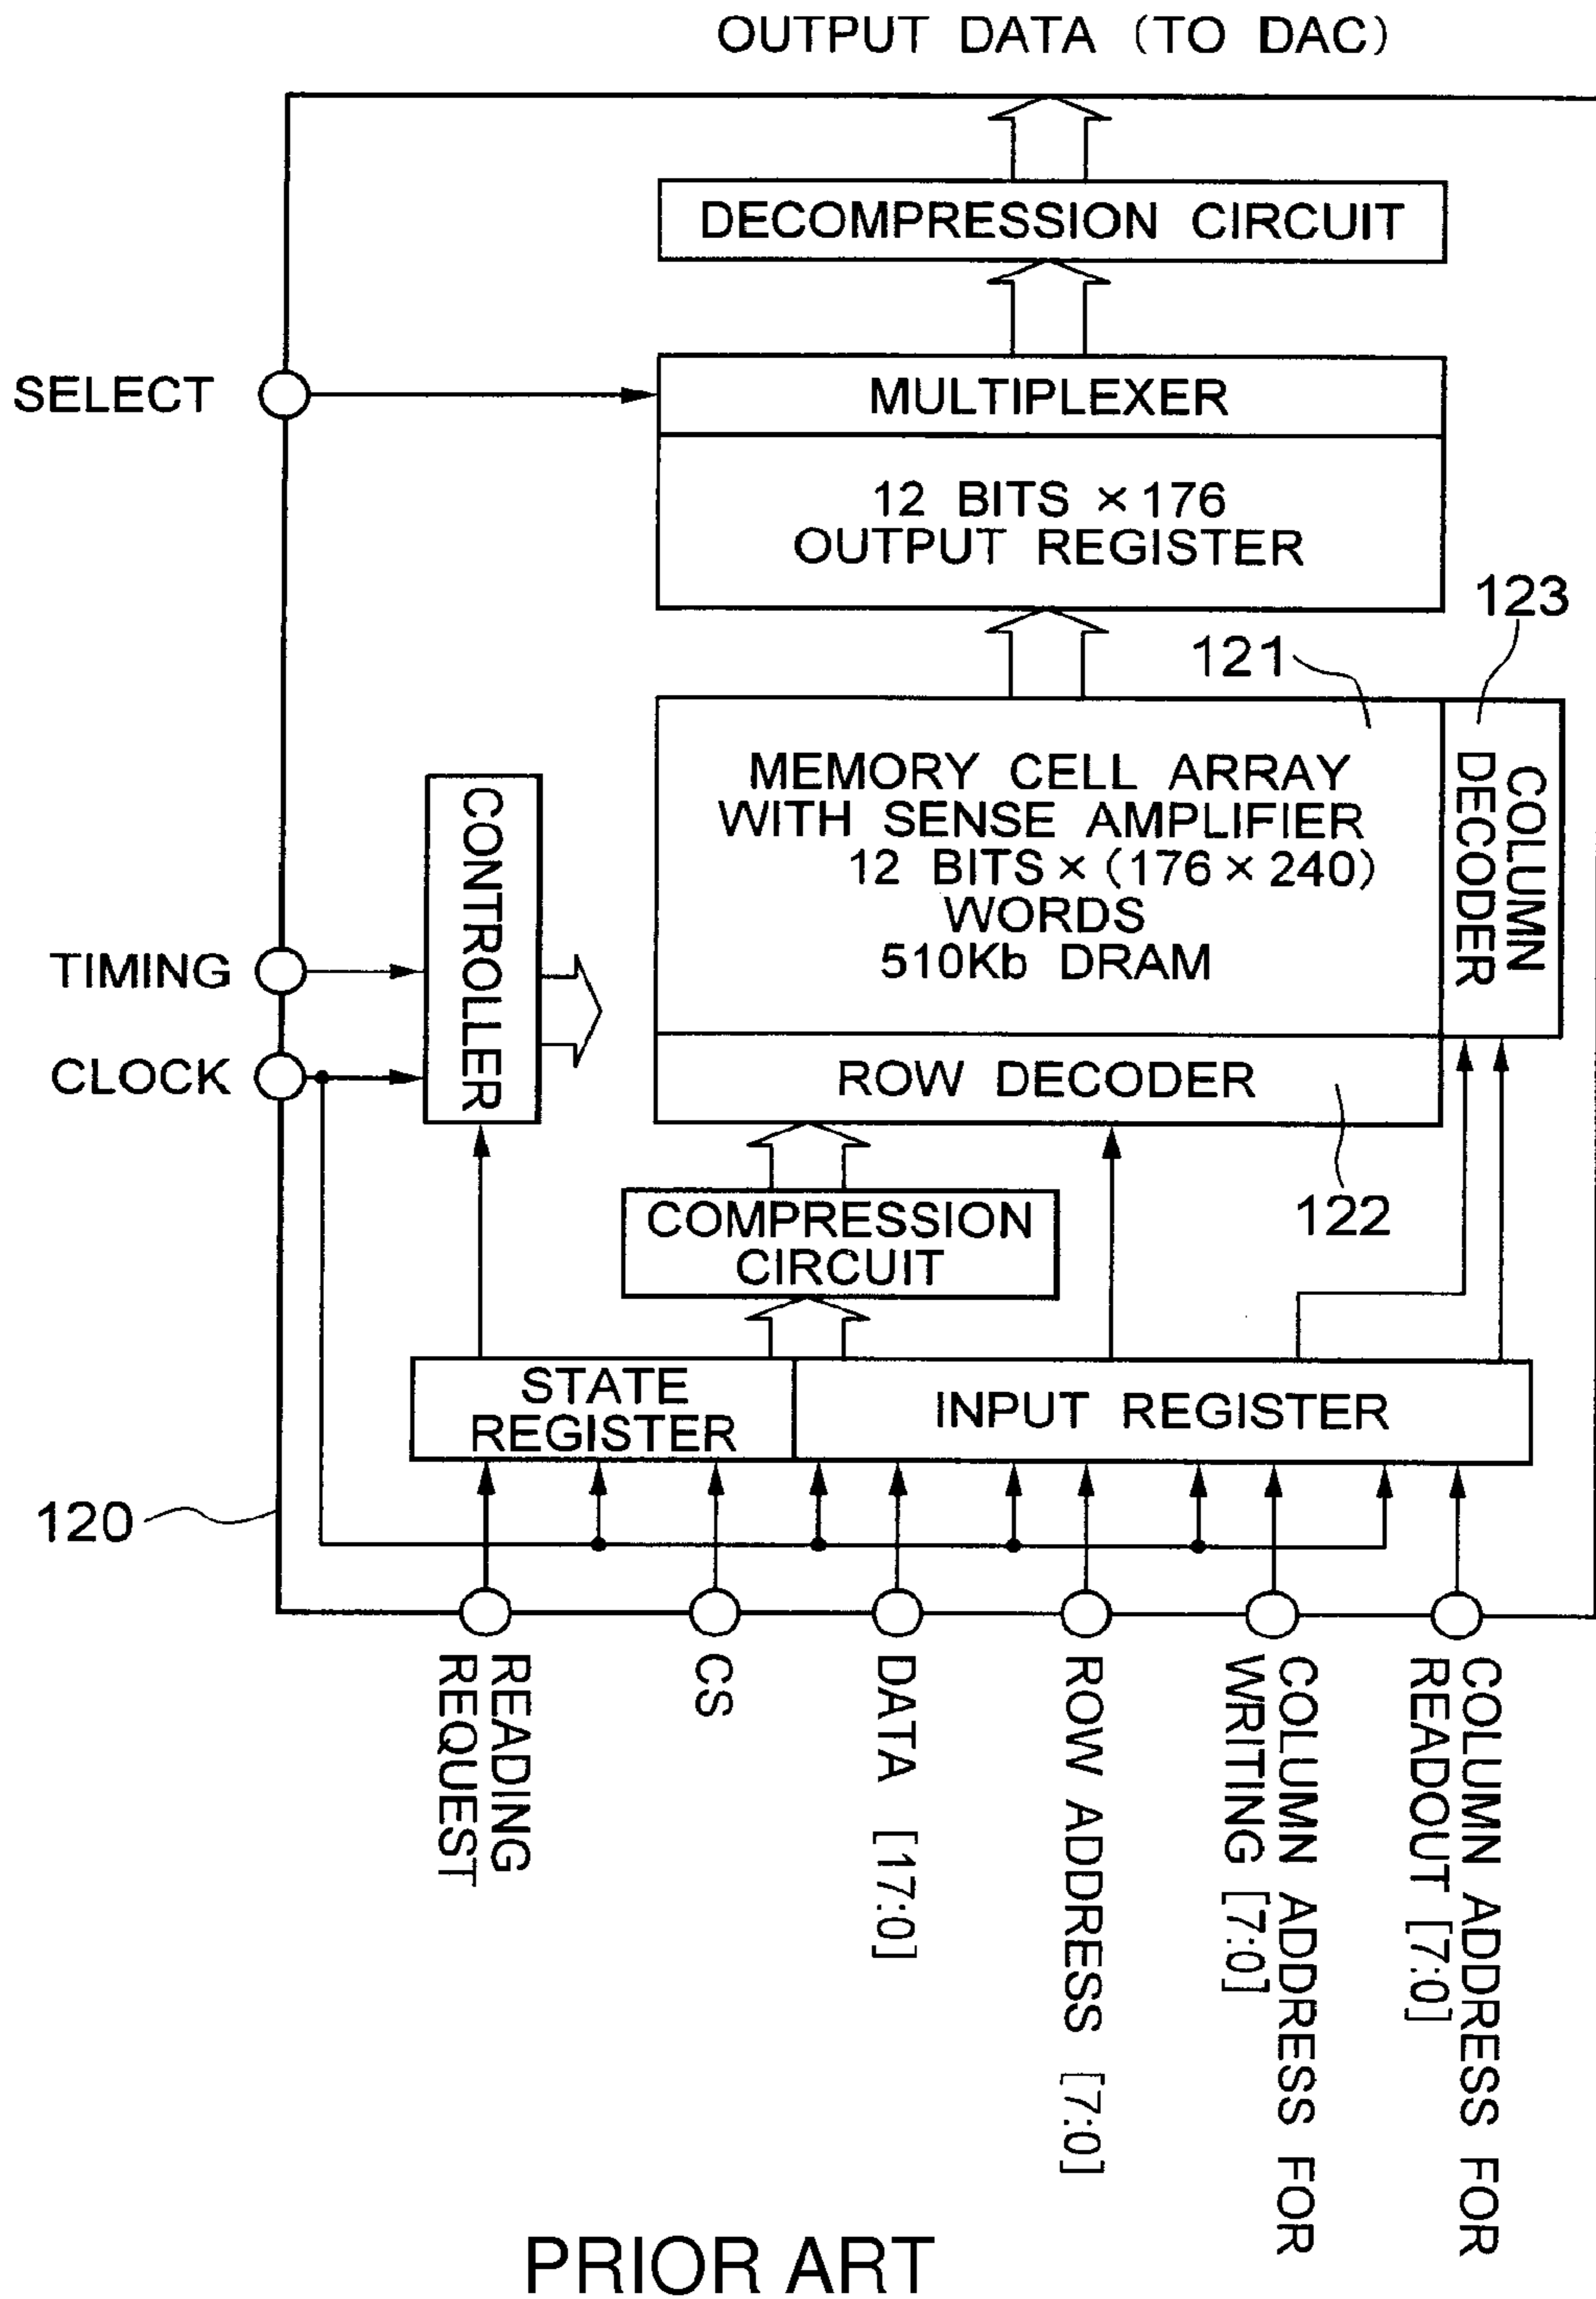 OUTPUT DATA (TO DAC)
DECOMPRESSION CIRCUIT
SELECT
MULTIPLEXER
12 BITS × 176
OUTPUT REGISTER
123
121
MEMORY CELL ARRAY
WITH SENSE AMPLIFIER
12 BITS × (176 × 240)
WORDS
510Kb DRAM
COLUMN
DECODER
CONTROLLER
TIMING
CLOCK
ROW DECODER
122
COMPRESSION
CIRCUIT
STATE
REGISTER
INPUT REGISTER
120
READING
REQUEST
CS
DATA [17:0]
ROW ADDRESS [7:0]
COLUMN ADDRESS FOR
WRITING [7:0]
COLUMN ADDRESS FOR
READOUT [7:0]
PRIOR ART